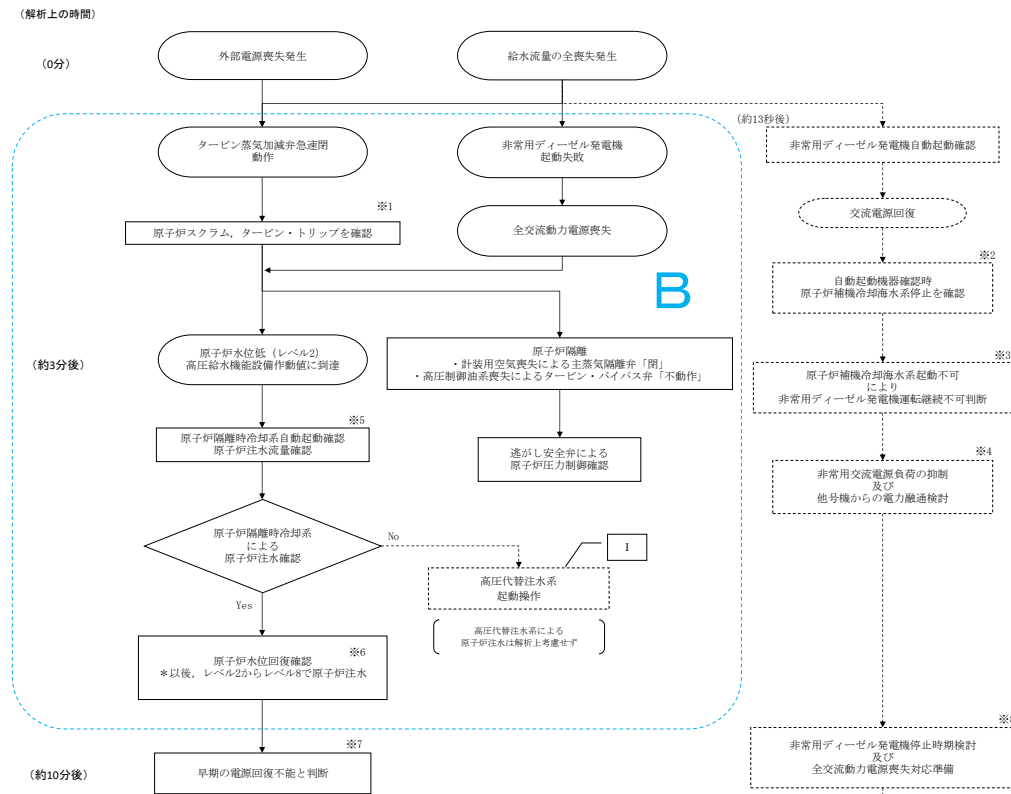 （解析上の時間）
（0分）
外部電源喪失発生
給水流量の全喪失発生
（約13秒後）
タービン蒸気加減弁急速閉
動作
非常用ディーゼル発電機
起動失敗
非常用ディーゼル発電機自動起動確認
※1
原子炉スクラム，タービン・トリップを確認
全交流動力電源喪失
交流電源回復
B
※2
自動起動機器確認時
原子炉補機冷却海水系停止を確認
（約3分後）
原子炉水位低（レベル2）
高圧給水機能設備作動値に到達
原子炉隔離
・計装用空気喪失による主蒸気隔離弁「閉」
・高圧制御油系喪失によるタービン・バイパス弁「不動作」
※3
原子炉補機冷却海水系起動不可
により
非常用ディーゼル発電機運転継続不可判断
※5
原子炉隔離時冷却系自動起動確認
原子炉注水流量確認
逃がし安全弁による
原子炉圧力制御確認
※4
非常用交流電源負荷の抑制
及び
他号機からの電力融通検討
原子炉隔離時冷却系
による
原子炉注水確認
No
I
高圧代替注水系
起動操作
Yes
高圧代替注水系による
原子炉注水は解析上考慮せず
※6
原子炉水位回復確認
＊以後，レベル2からレベル8で原子炉注水
（約10分後）
※7
早期の電源回復不能と判断
非常用ディーゼル発電機停止時期検討
及び
全交流動力電源喪失対応準備